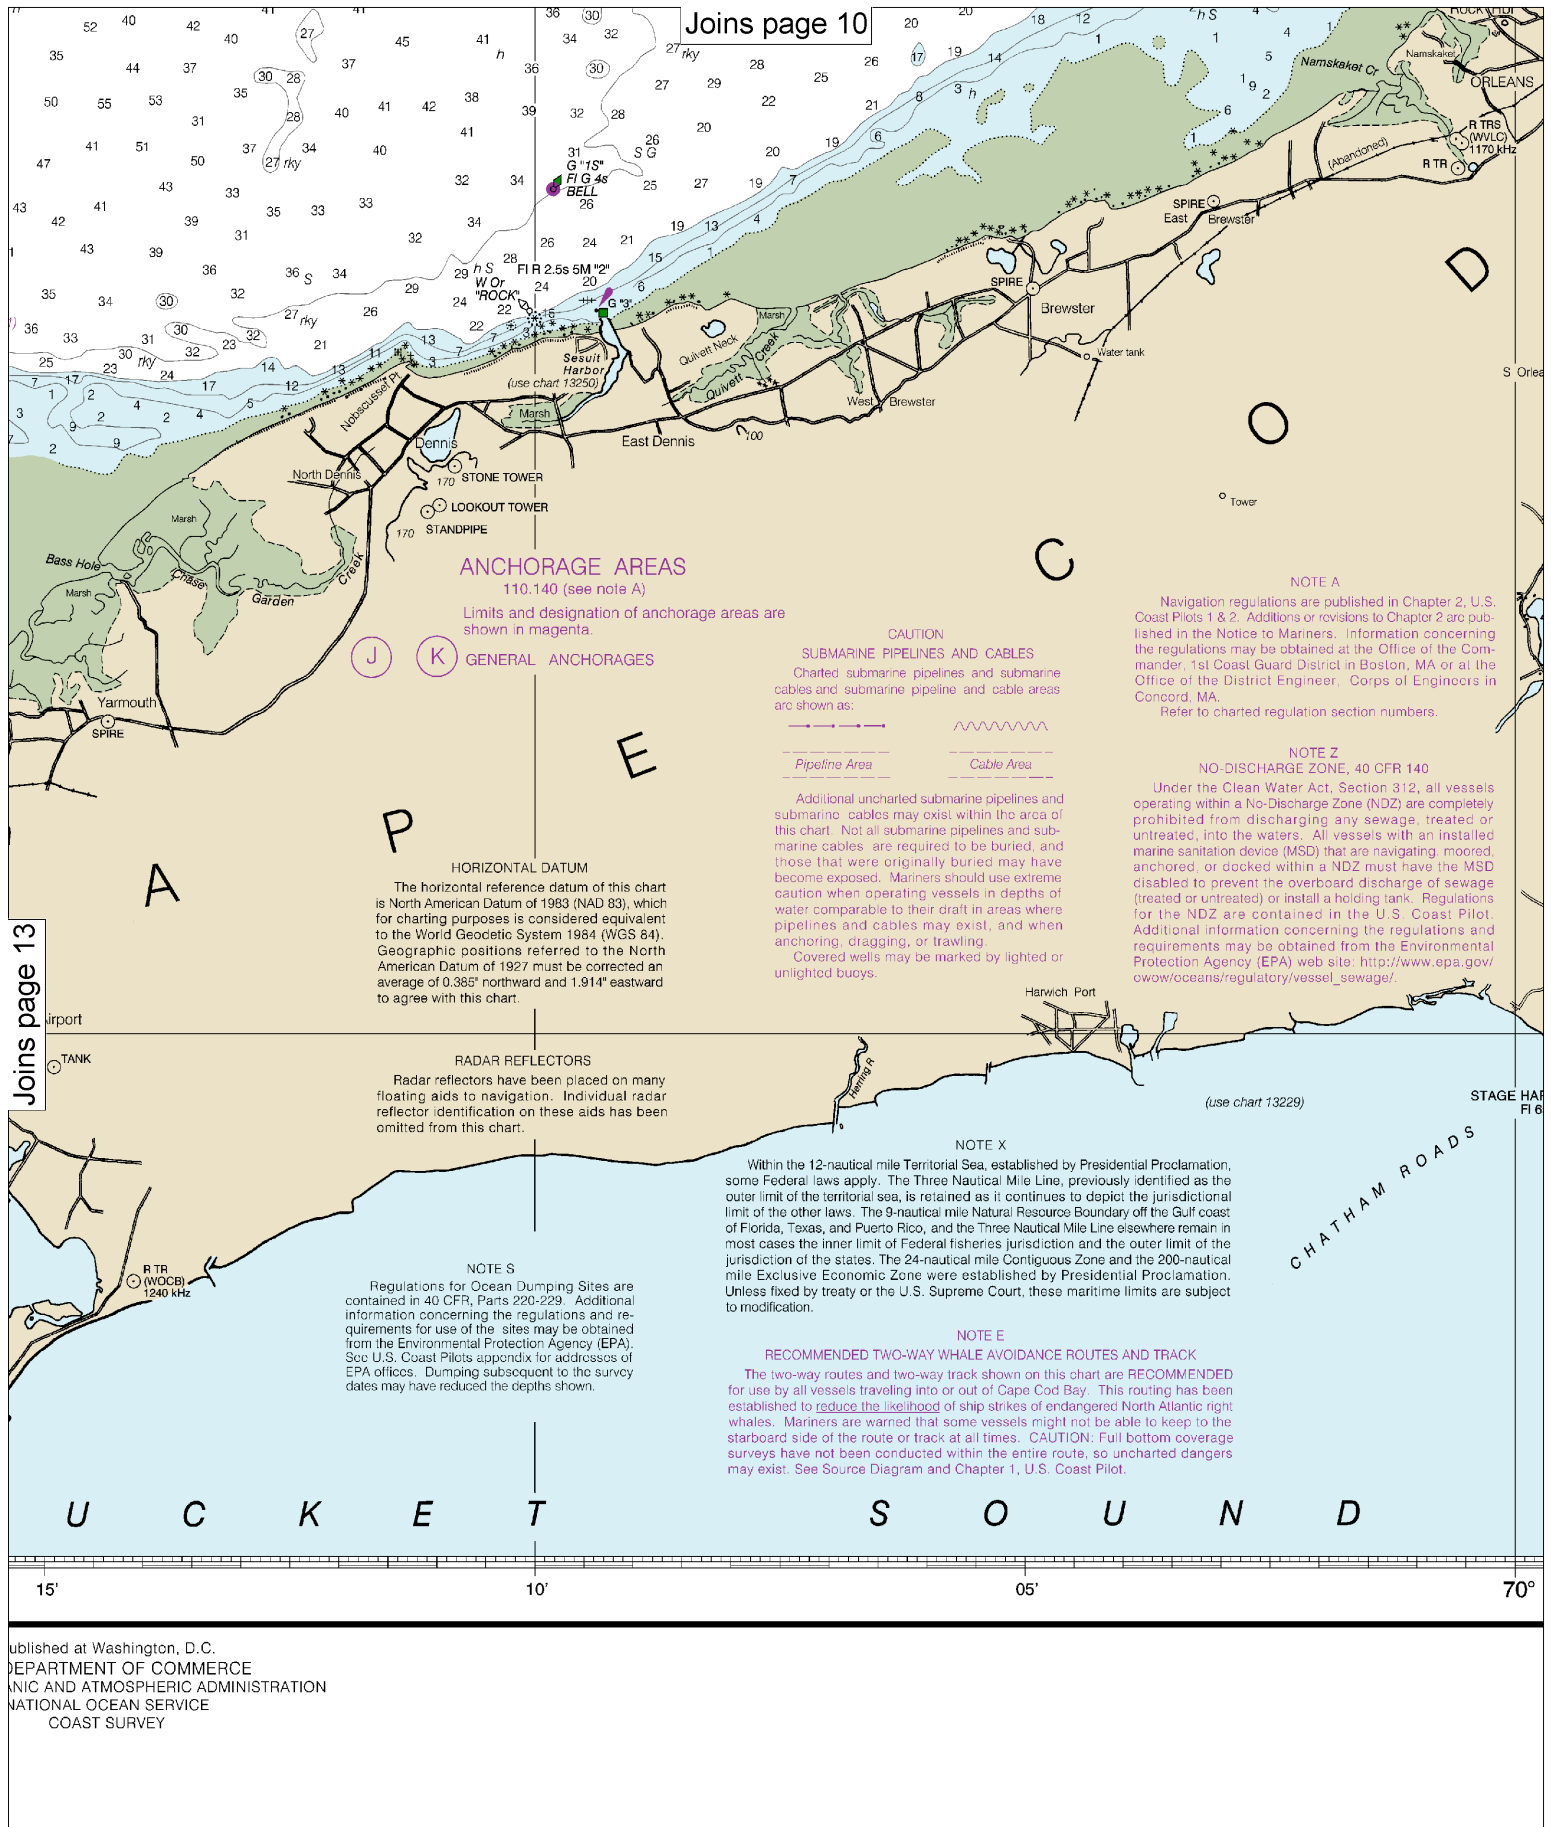 Joins page 10
ROCK HBR
Namskaket
Namskaket Cr
ORLEANS
R TRS
(WVLC)
1170 kHz
R TR
(Abandoned)
rky
rky
h
h S
h
S G
G "1S"
Fl G 4s
BELL
SPIRE
East Brewster
D
h S
Fl R 2.5s 5M "2"
W Or
"ROCK"
G "3"
S
rky
rky
SPIRE
Brewster
Marsh
Quivett Neck
Quivett Creek
Water tank
Sesuit
Harbor
(use chart 13250)
S Orlea
Nobscusset Pt
West Brewster
Marsh
O
Dennis
East Dennis
100
North Dennis
170
STONE TOWER
Tower
LOOKOUT TOWER
STANDPIPE
170
Marsh
Bass Hole
Chase Garden Creek
Marsh
C
ANCHORAGE AREAS
110.140 (see note A)
Limits and designation of anchorage areas are
shown in magenta.
J K GENERAL ANCHORAGES
CAUTION
SUBMARINE PIPELINES AND CABLES
Charted submarine pipelines and submarine
cables and submarine pipeline and cable areas
are shown as:
Pipeline Area Cable Area
Additional uncharted submarine pipelines and
submarine cables may exist within the area of
this chart. Not all submarine pipelines and sub-
marine cables are required to be buried, and
those that were originally buried may have
become exposed. Mariners should use extreme
caution when operating vessels in depths of
water comparable to their draft in areas where
pipelines and cables may exist, and when
anchoring, dragging, or trawling.
Covered wells may be marked by lighted or
unlighted buoys.
NOTE A
Navigation regulations are published in Chapter 2, U.S.
Coast Pilots 1 & 2. Additions or revisions to Chapter 2 are pub-
lished in the Notice to Mariners. Information concerning
the regulations may be obtained at the Office of the Com-
mander, 1st Coast Guard District in Boston, MA or at the
Office of the District Engineer, Corps of Engineers in
Concord, MA.
Refer to charted regulation section numbers.
NOTE Z
NO-DISCHARGE ZONE, 40 CFR 140
Under the Clean Water Act, Section 312, all vessels
operating within a No-Discharge Zone (NDZ) are completely
prohibited from discharging any sewage, treated or
untreated, into the waters. All vessels with an installed
marine sanitation device (MSD) that are navigating, moored,
anchored, or docked within a NDZ must have the MSD
disabled to prevent the overboard discharge of sewage
(treated or untreated) or install a holding tank. Regulations
for the NDZ are contained in the U.S. Coast Pilot.
Additional information concerning the regulations and
requirements may be obtained from the Environmental
Protection Agency (EPA) web site: http://www.epa.gov/
owow/oceans/regulatory/vessel_sewage/.
Yarmouth
SPIRE
E
P
A
HORIZONTAL DATUM
The horizontal reference datum of this chart
is North American Datum of 1983 (NAD 83), which
for charting purposes is considered equivalent
to the World Geodetic System 1984 (WGS 84).
Geographic positions referred to the North
American Datum of 1927 must be corrected an
average of 0.385" northward and 1.914" eastward
to agree with this chart.
Joins page 13
Airport
TANK
Harwich Port
RADAR REFLECTORS
Radar reflectors have been placed on many
floating aids to navigation. Individual radar
reflector identification on these aids has been
omitted from this chart.
Herring R
(use chart 13229)
STAGE HAR
Fl 6s
CHATHAM ROADS
NOTE X
Within the 12-nautical mile Territorial Sea, established by Presidential Proclamation,
some Federal laws apply. The Three Nautical Mile Line, previously identified as the
outer limit of the territorial sea, is retained as it continues to depict the jurisdictional
limit of the other laws. The 9-nautical mile Natural Resource Boundary off the Gulf coast
of Florida, Texas, and Puerto Rico, and the Three Nautical Mile Line elsewhere remain in
most cases the inner limit of Federal fisheries jurisdiction and the outer limit of the
jurisdiction of the states. The 24-nautical mile Contiguous Zone and the 200-nautical
mile Exclusive Economic Zone were established by Presidential Proclamation.
Unless fixed by treaty or the U.S. Supreme Court, these maritime limits are subject
to modification.
R TR
(WOCB)
1240 kHz
NOTE S
Regulations for Ocean Dumping Sites are
contained in 40 CFR, Parts 220-229. Additional
information concerning the regulations and re-
quirements for use of the sites may be obtained
from the Environmental Protection Agency (EPA).
See U.S. Coast Pilots appendix for addresses of
EPA offices. Dumping subsequent to the survey
dates may have reduced the depths shown.
NOTE E
RECOMMENDED TWO-WAY WHALE AVOIDANCE ROUTES AND TRACK
The two-way routes and two-way track shown on this chart are RECOMMENDED
for use by all vessels traveling into or out of Cape Cod Bay. This routing has been
established to reduce the likelihood of ship strikes of endangered North Atlantic right
whales. Mariners are warned that some vessels might not be able to keep to the
starboard side of the route or track at all times. CAUTION: Full bottom coverage
surveys have not been conducted within the entire route, so uncharted dangers
may exist. See Source Diagram and Chapter 1, U.S. Coast Pilot.
UCKET SOUND
15' 10' 05' 70°
ublished at Washington, D.C.
DEPARTMENT OF COMMERCE
ANIC AND ATMOSPHERIC ADMINISTRATION
NATIONAL OCEAN SERVICE
COAST SURVEY